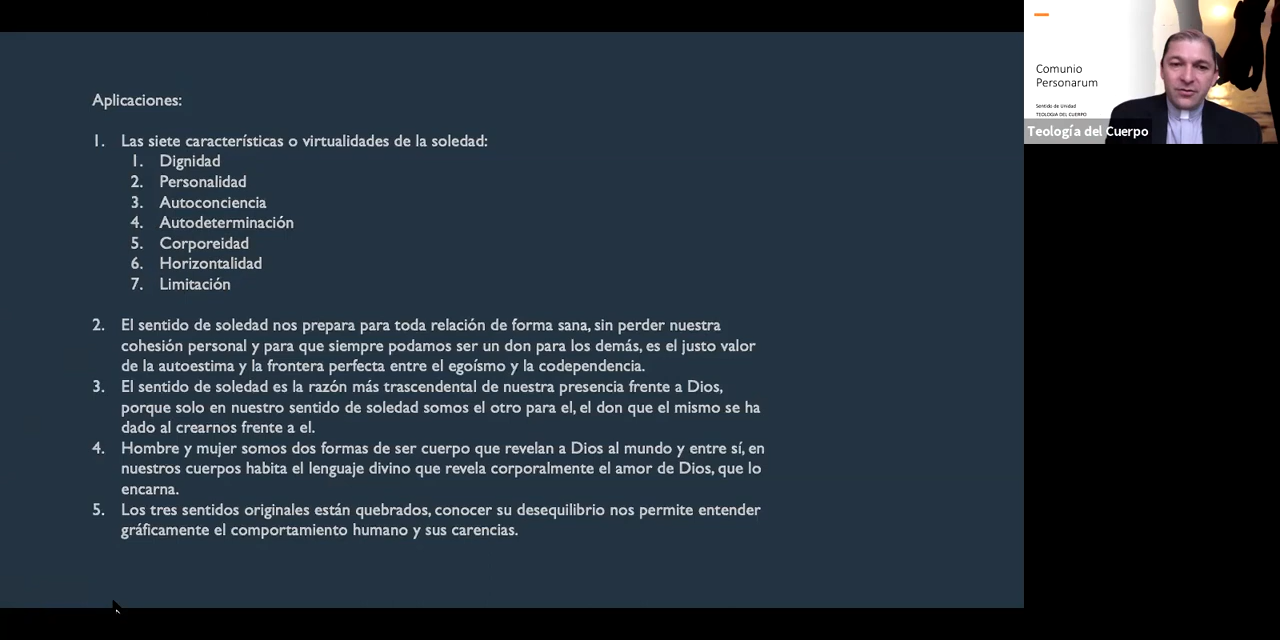 Aplicaciones:
1. Las siete características o virtualidades de la soledad:
1. Dignidad
2. Personalidad
3. Autoconciencia
4. Autodeterminación
5. Corporeidad
6. Horizontalidad
7. Limitación
2. El sentido de soledad nos prepara para toda relación de forma sana, sin perder nuestra
cohesión personal y para que siempre podamos ser un don para los demás, es el justo valor
de la autoestima y la frontera perfecta entre el egoísmo y la codependencia.
3. El sentido de soledad es la razón más trascendental de nuestra presencia frente a Dios,
porque solo en nuestro sentido de soledad somos el otro para el, el don que el mismo se ha
dado al crearnos frente a el.
4. Hombre y mujer somos dos formas de ser cuerpo que revelan a Dios al mundo y entre sí, en
nuestros cuerpos habita el lenguaje divino que revela corporalmente el amor de Dios, que lo
encarna.
5. Los tres sentidos originales están quebrados, conocer su desequilibrio nos permite entender
gráficamente el comportamiento humano y sus carencias.
Comunio
Personarum
Sentido de Unidad
TEOLOGIA DEL CUERPO
Teología del Cuerpo